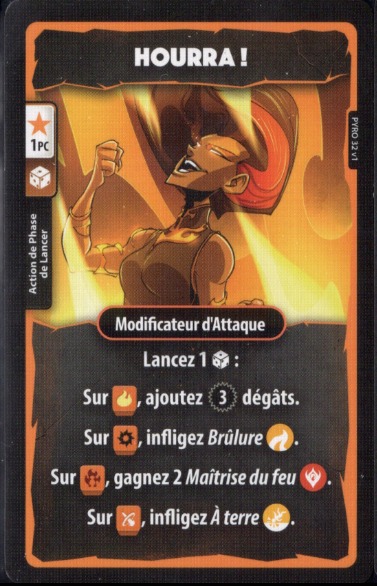 HOURRA !
1PC
PYRO 32 v1
Action de Phase
de Lancer
Modificateur d'Attaque
Lancez 1 :
Sur , ajoutez 3 dégâts.
Sur , infligez Brûlure .
Sur , gagnez 2 Maîtrise du feu .
Sur , infligez À terre .